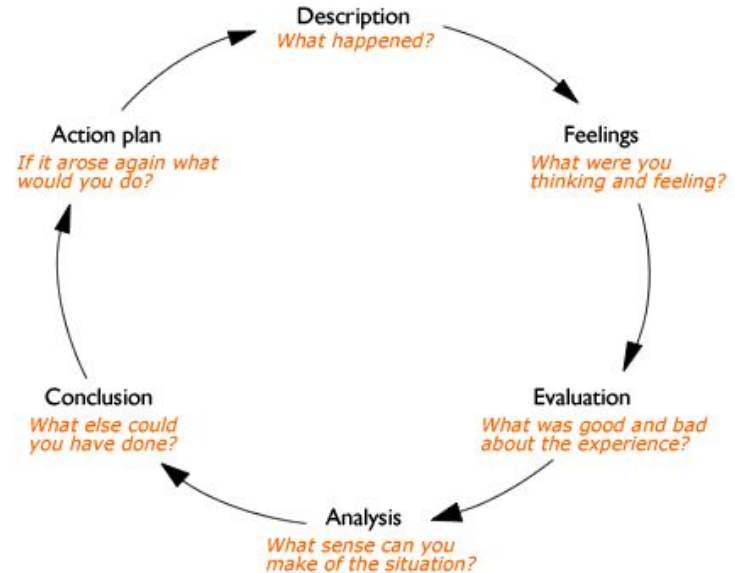 Description
What happened?
Feelings
What were you
thinking and feeling?
Evaluation
What was good and bad
about the experience?
Analysis
What sense can you
make of the situation?
Conclusion
What else could
you have done?
Action plan
If it arose again what
would you do?